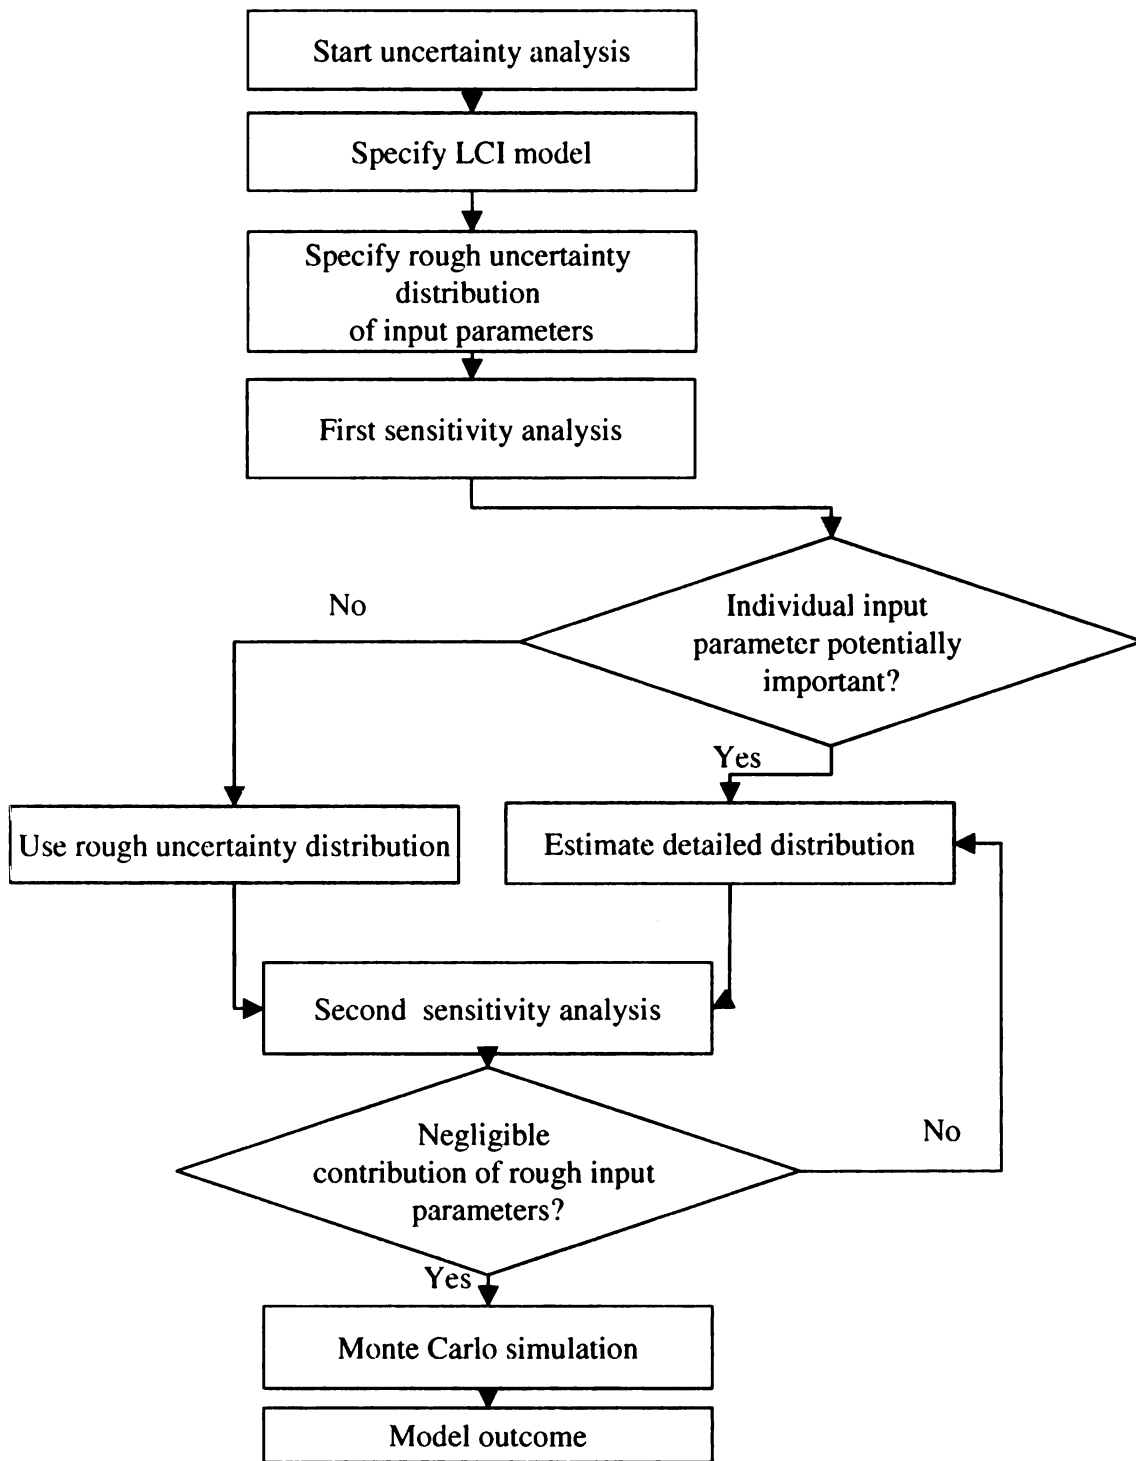 Start uncertainty analysis
Specify LCI model
Specify rough uncertainty
distribution
of input parameters
First sensitivity analysis
No
Individual input
parameter potentially
important?
Yes
Use rough uncertainty distribution
Estimate detailed distribution
Second sensitivity analysis
Negligible
contribution of rough input
parameters?
No
Yes
Monte Carlo simulation
Model outcome